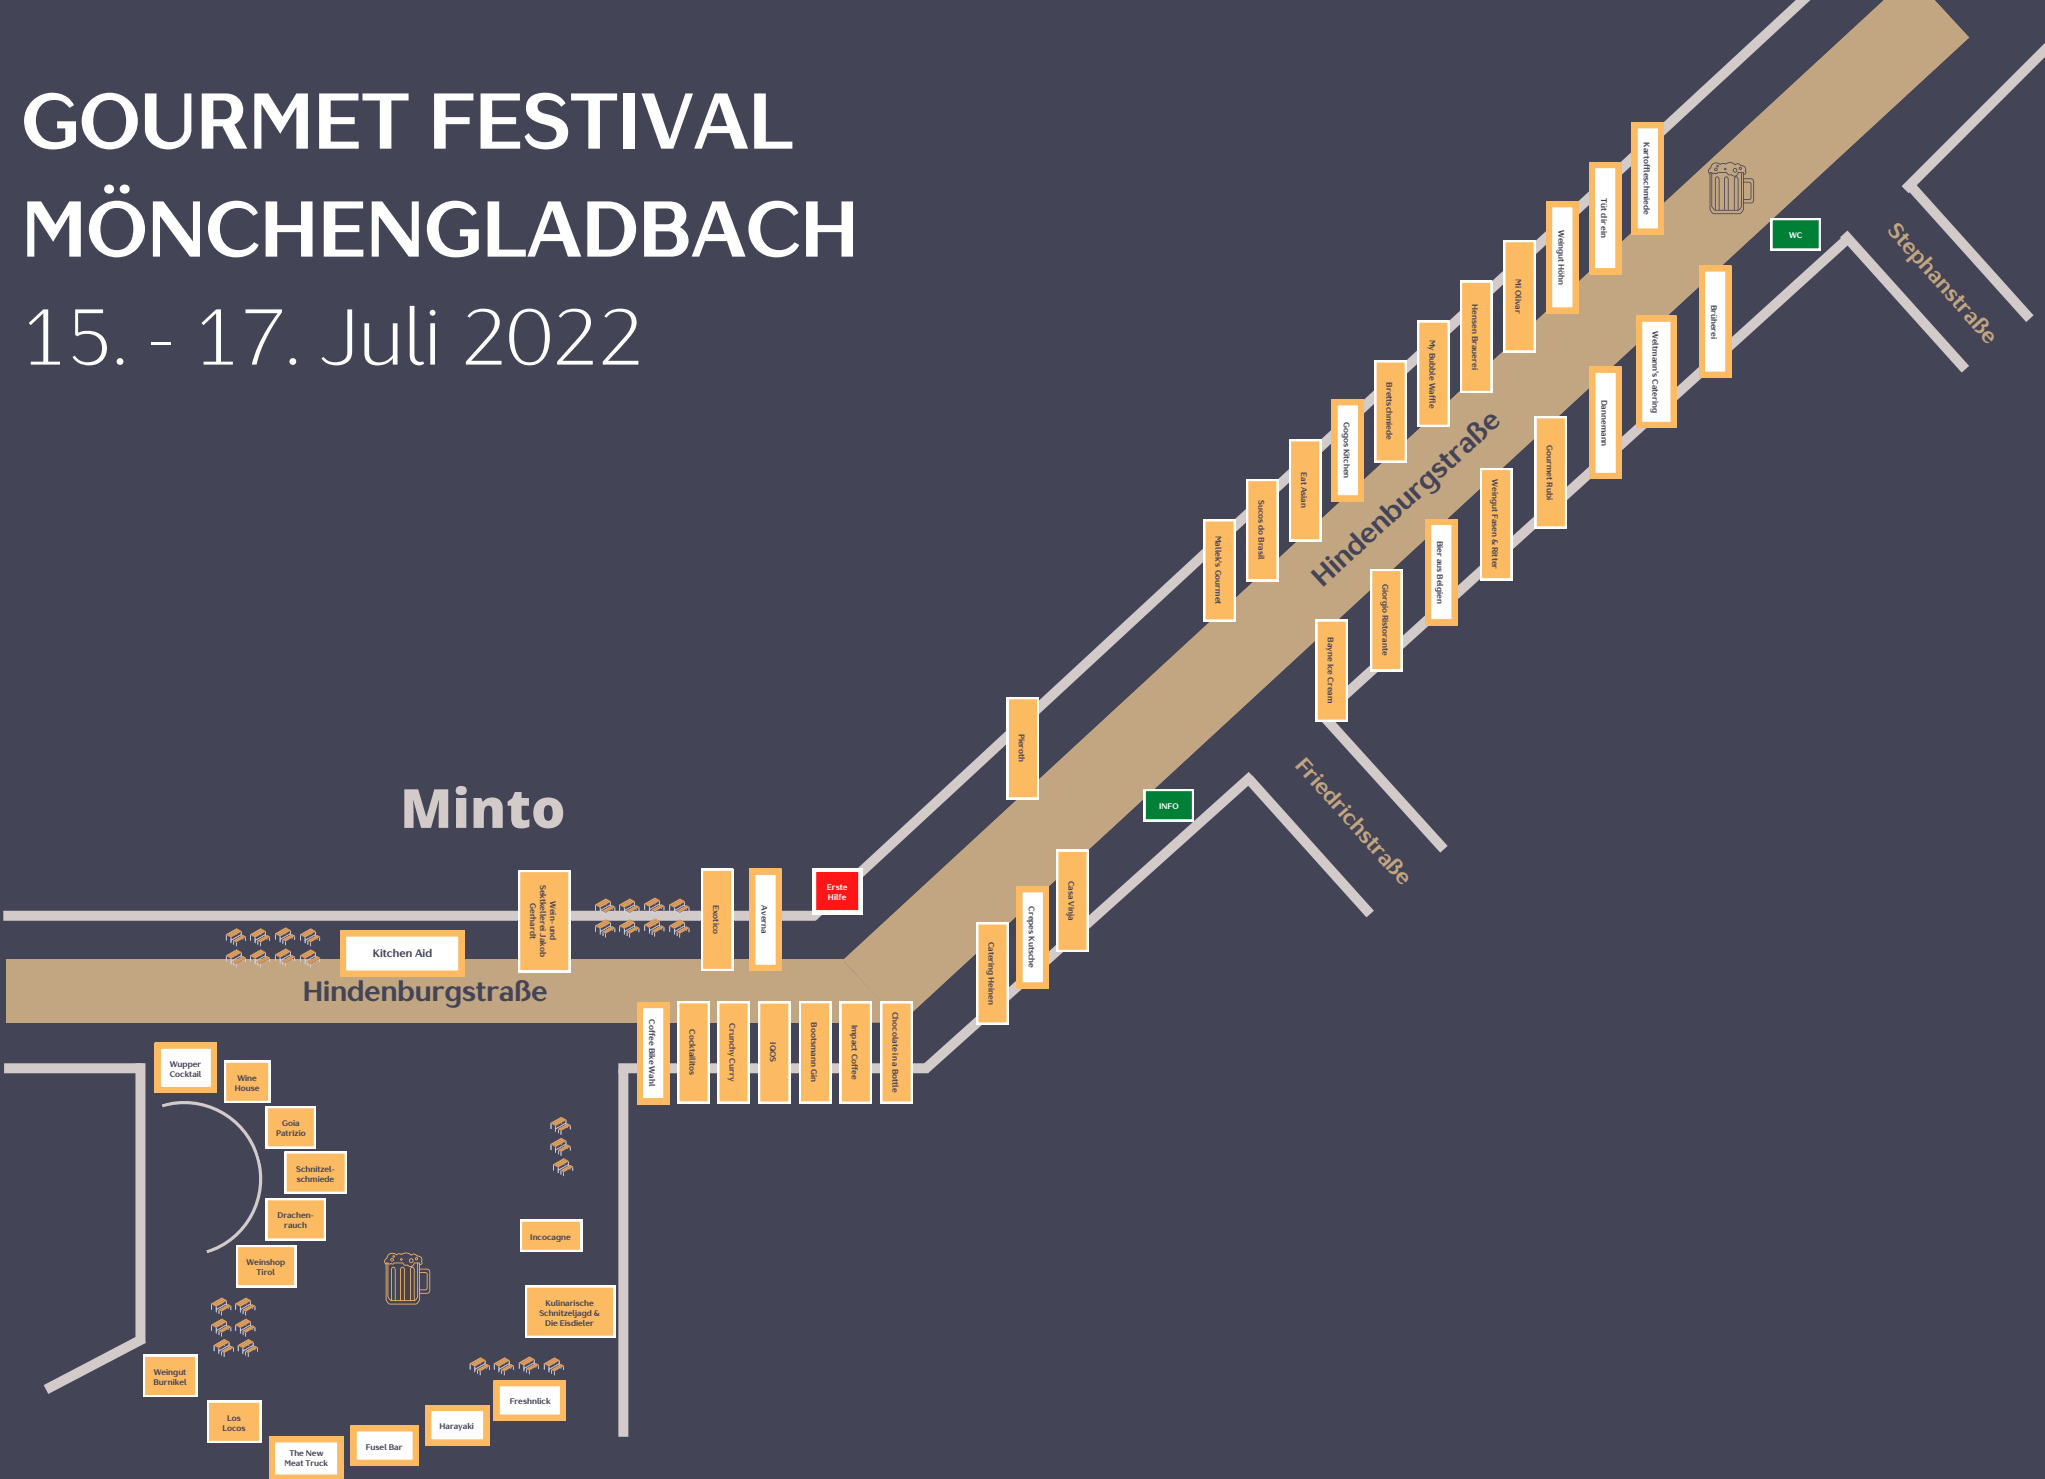 GOURMET FESTIVAL
MÖNCHENGLADBACH
15. - 17. Juli 2022
Kartoffleschmiede
Tüt dir ein
Weingut Höhn
Mi Olivar
Hensen Brauerei
My Bubble Waffle
Brettschmiede
Gogos Kitchen
Eat Asian
Sucos do Brasil
Mallek's Gourmet
Pieroth
WC
Stephanstraße
Brüherei
Weltmann's Catering
Dannemann
Gourmet Rubi
Weingut Fasen & Ritter
Bier aus Belgien
Giorgio Ristorante
Bayne Ice Cream
Hindenburgstraße
Friedrichstraße
INFO
Casa Vinja
Crepes Kutsche
Catering Heinen
Minto
Erste
Hilfe
Averna
Exotico
Wein- und
Sektkellerei Jakob
Gerhardt
Kitchen Aid
Hindenburgstraße
Coffee Bike Wahl
Cocktailitos
Crunchy Curry
IQOS
Bootsmann Gin
Impact Coffee
Chocolate in a Bottle
Wupper
Cocktail
Wine
House
Goia
Patrizio
Schnitzel-
schmiede
Drachen-
rauch
Weinshop
Tirol
Incocagne
Kulinarische
Schnitzeljagd &
Die Eisdieler
Weingut
Burnikel
Los
Locos
The New
Meat Truck
Fusel Bar
Harayaki
Freshnlick